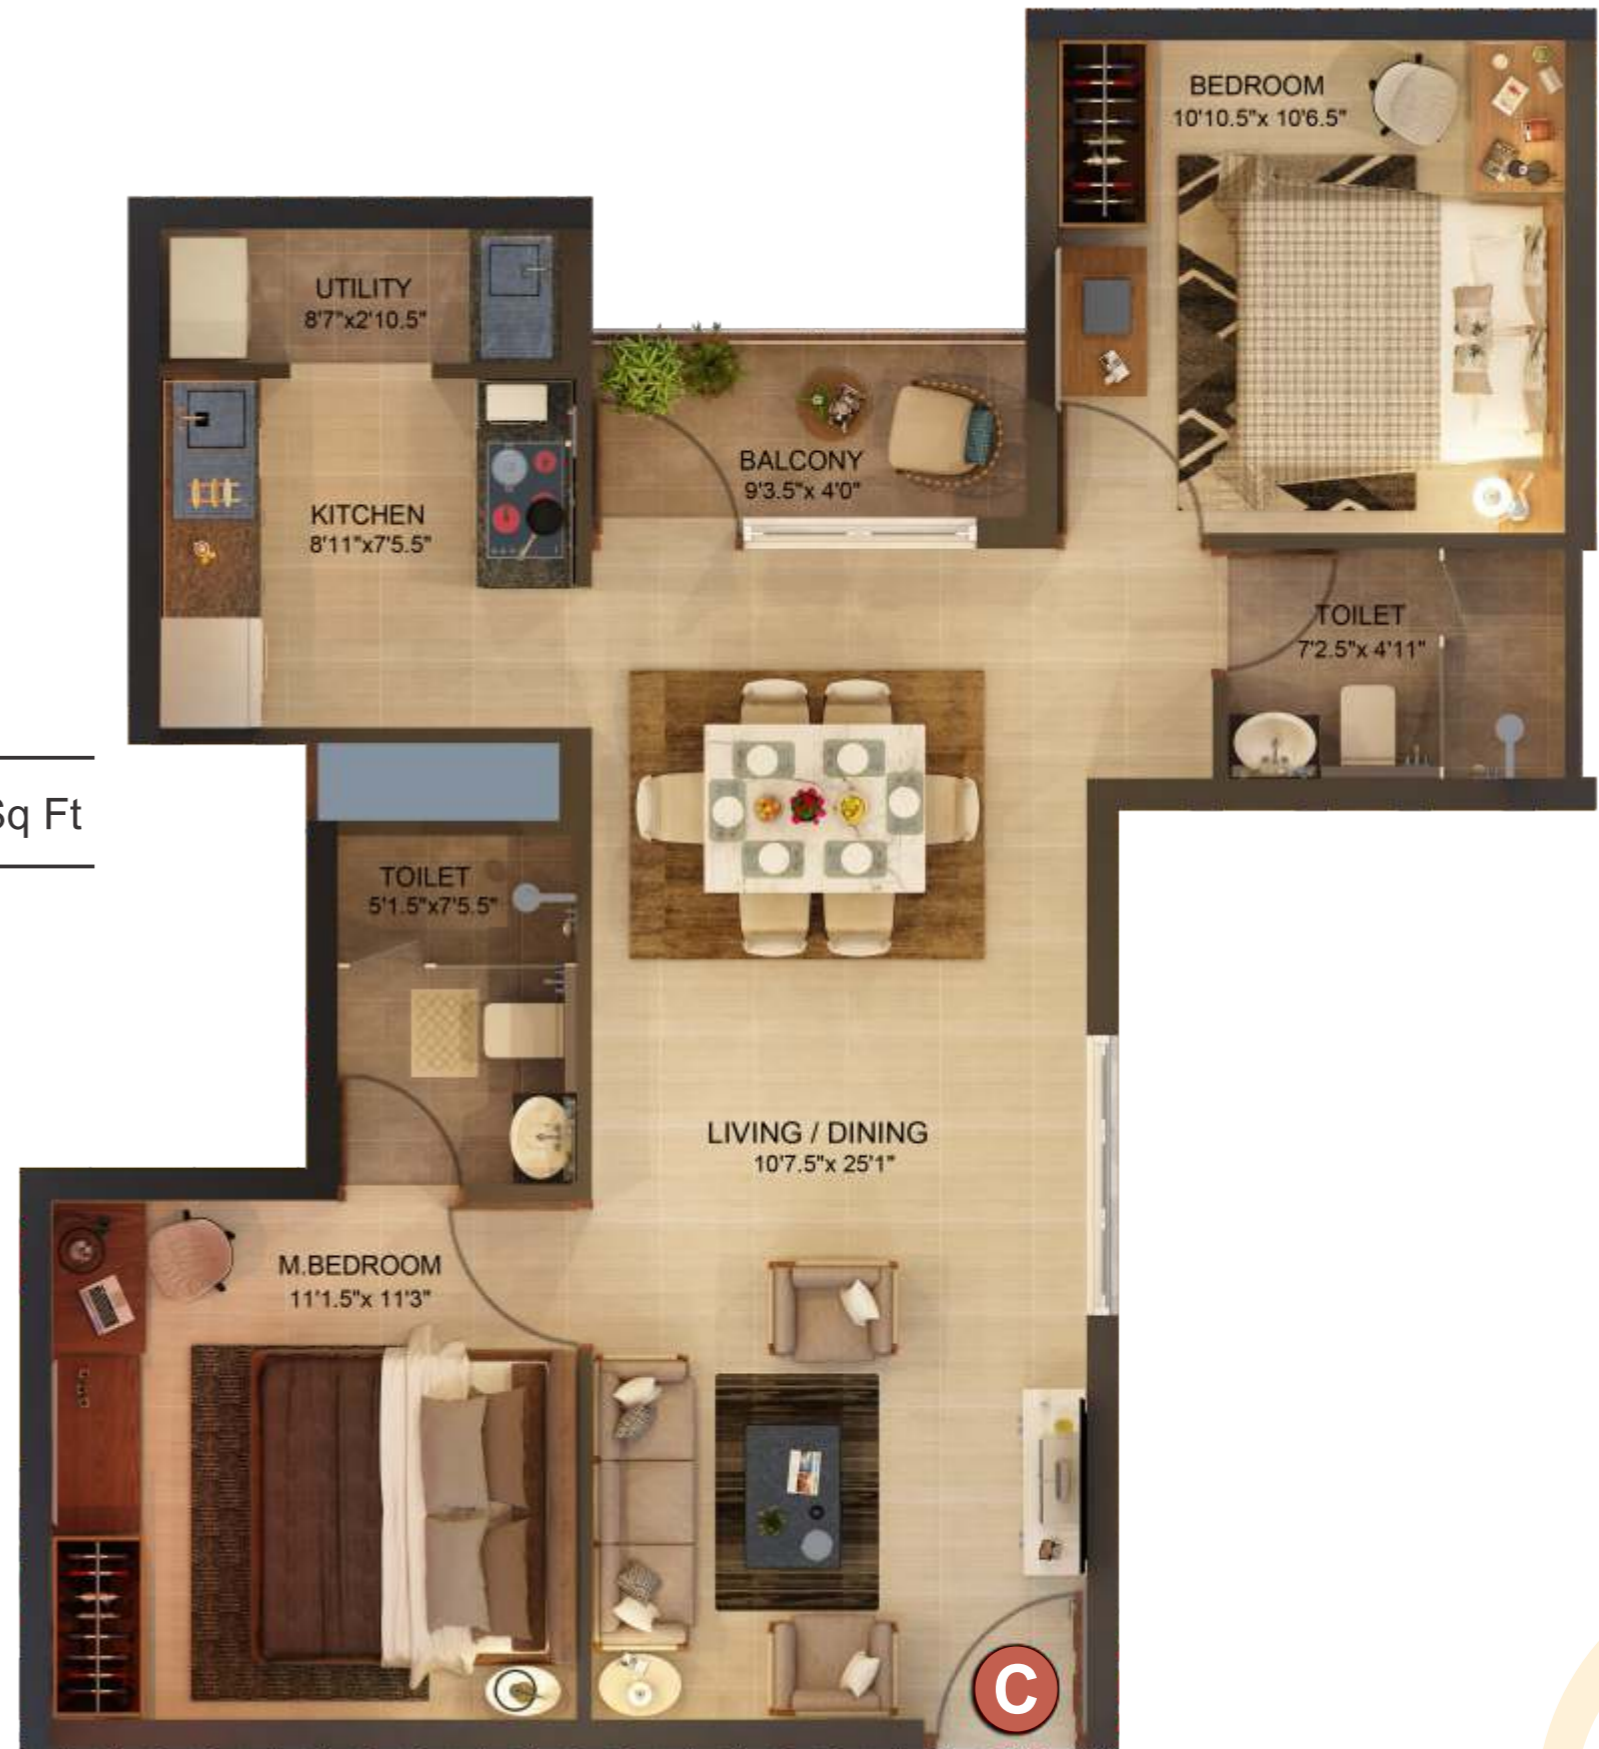 BEDROOM
10'10.5"x 10'6.5"
UTILITY
8'7"x2'10.5"
BALCONY
9'3.5"x 4'0"
KITCHEN
8'11"x7'5.5"
TOILET
7'2.5"x 4'11"
Sq Ft
TOILET
5'1.5"x7'5.5"
LIVING / DINING
10'7.5"x 25'1"
M.BEDROOM
11'1.5"x 11'3"
C